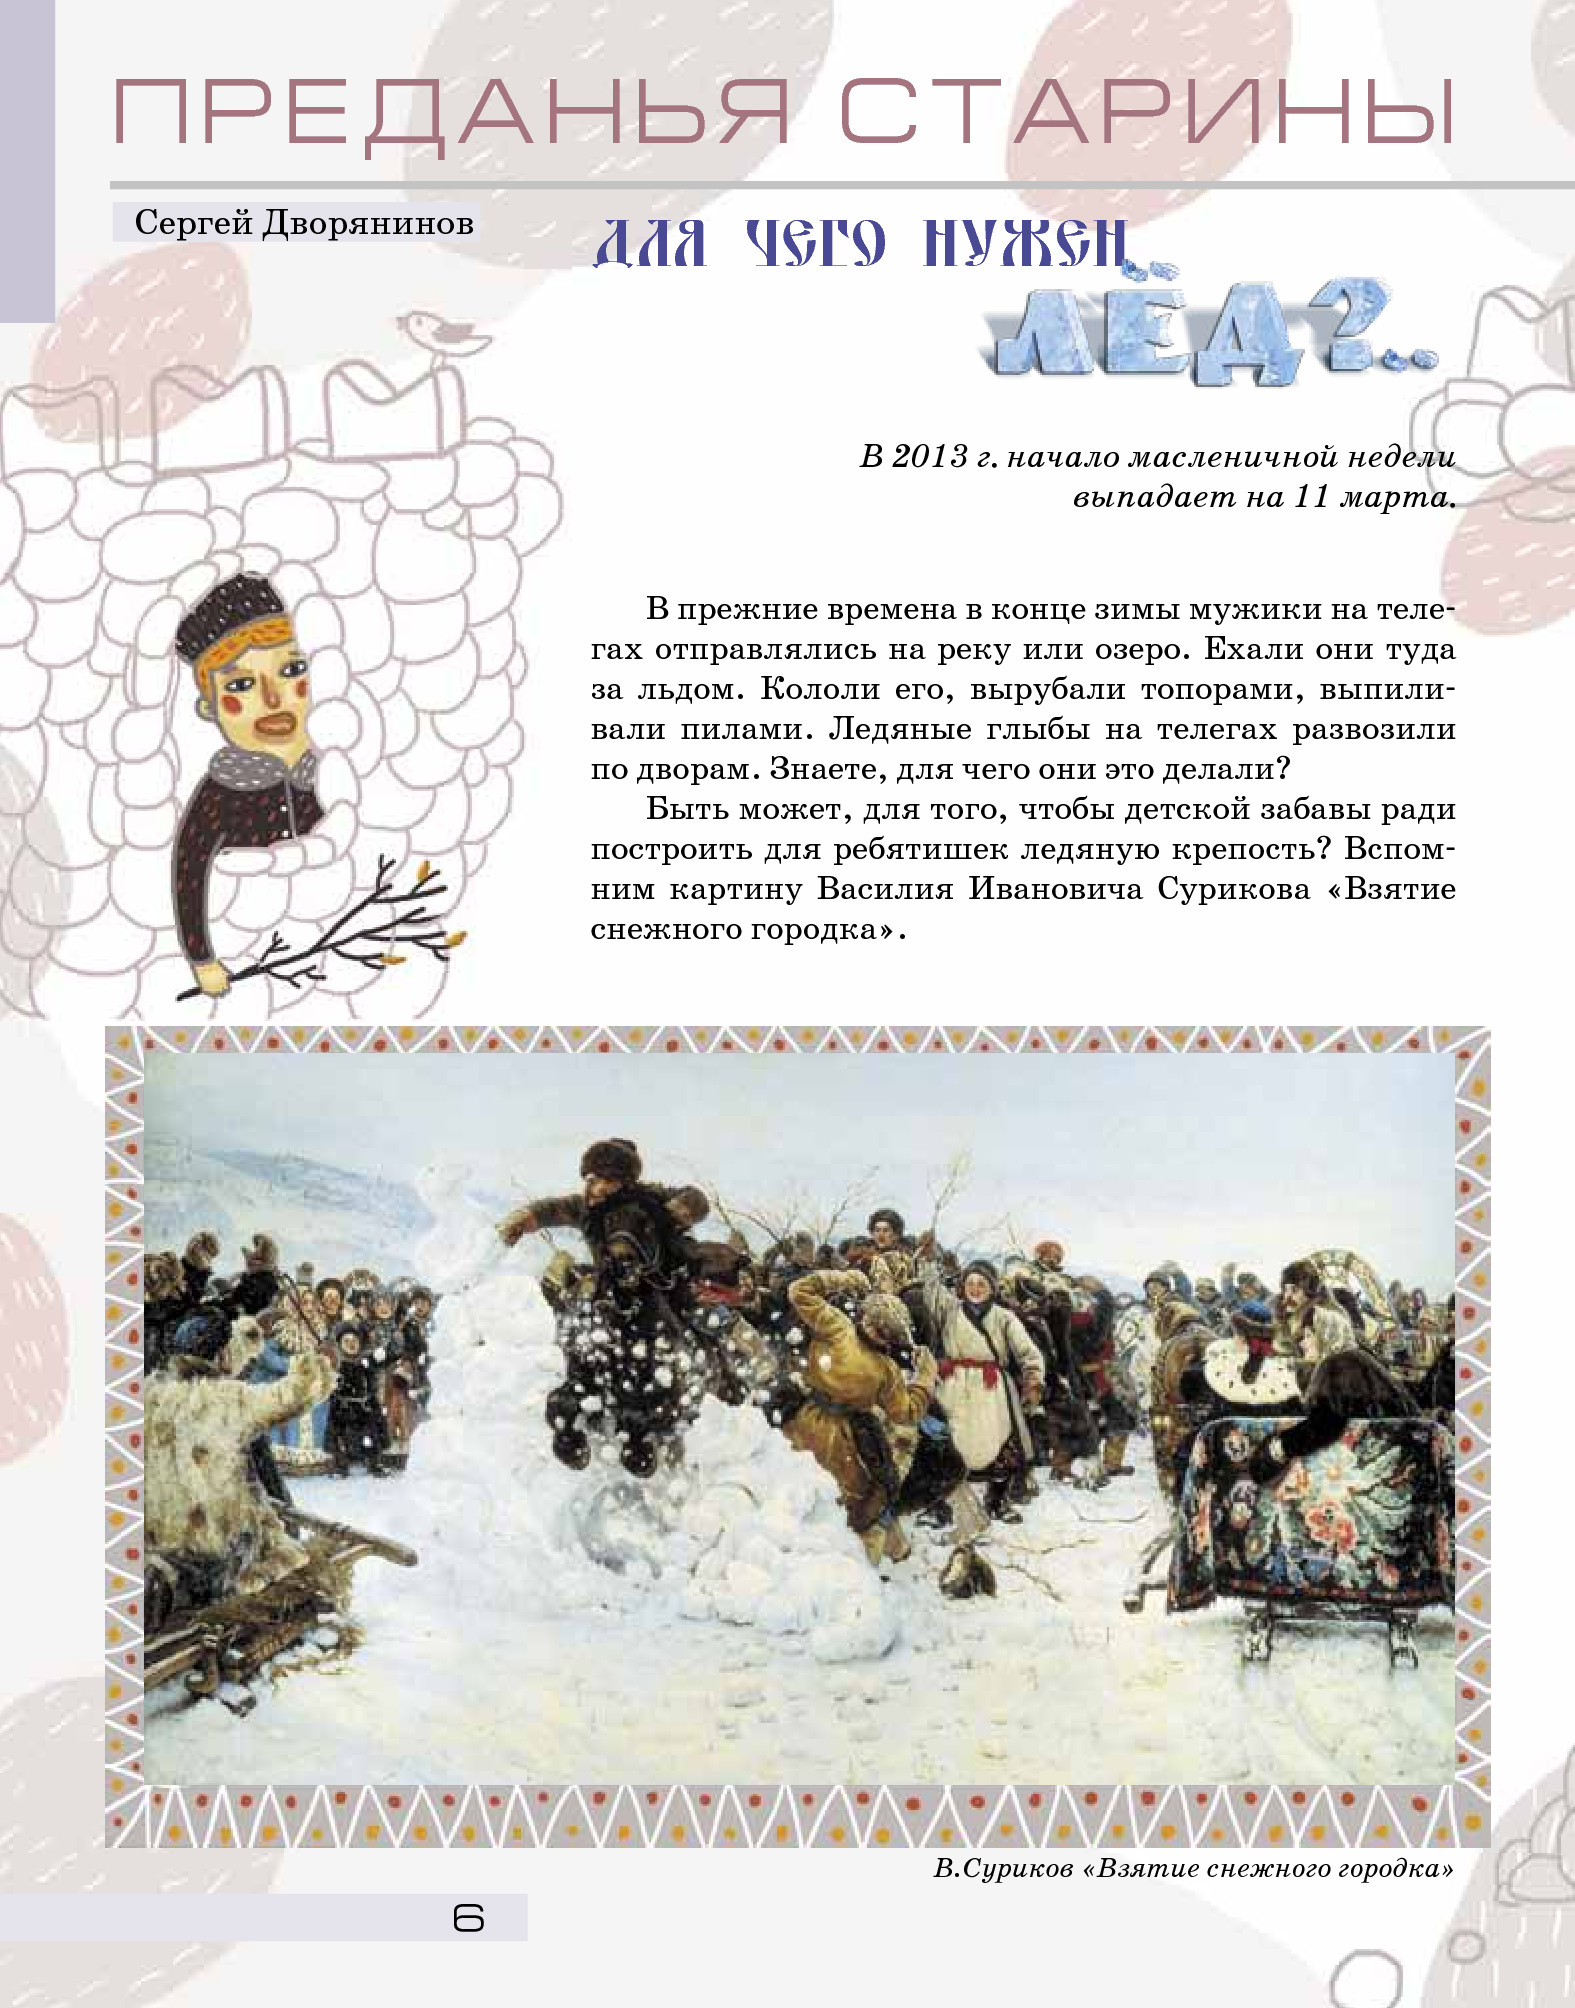 ПРЕДАНЬЯ СТАРИНЫ
Сергей Дворянинов
ДЛЯ ЧЕГО НУЖЕН
ЛЁД?..
В 2013 г. начало масленичной недели
выпадает на 11 марта.
В прежние времена в конце зимы мужики на теле-
гах отправлялись на реку или озеро. Ехали они туда
за льдом. Кололи его, вырубали топорами, выпили-
вали пилами. Ледяные глыбы на телегах развозили
по дворам. Знаете, для чего они это делали?
Быть может, для того, чтобы детской забавы ради
построить для ребятишек ледяную крепость? Вспом-
ним картину Василия Ивановича Сурикова «Взятие
снежного городка».
В.Суриков «Взятие снежного городка»
6